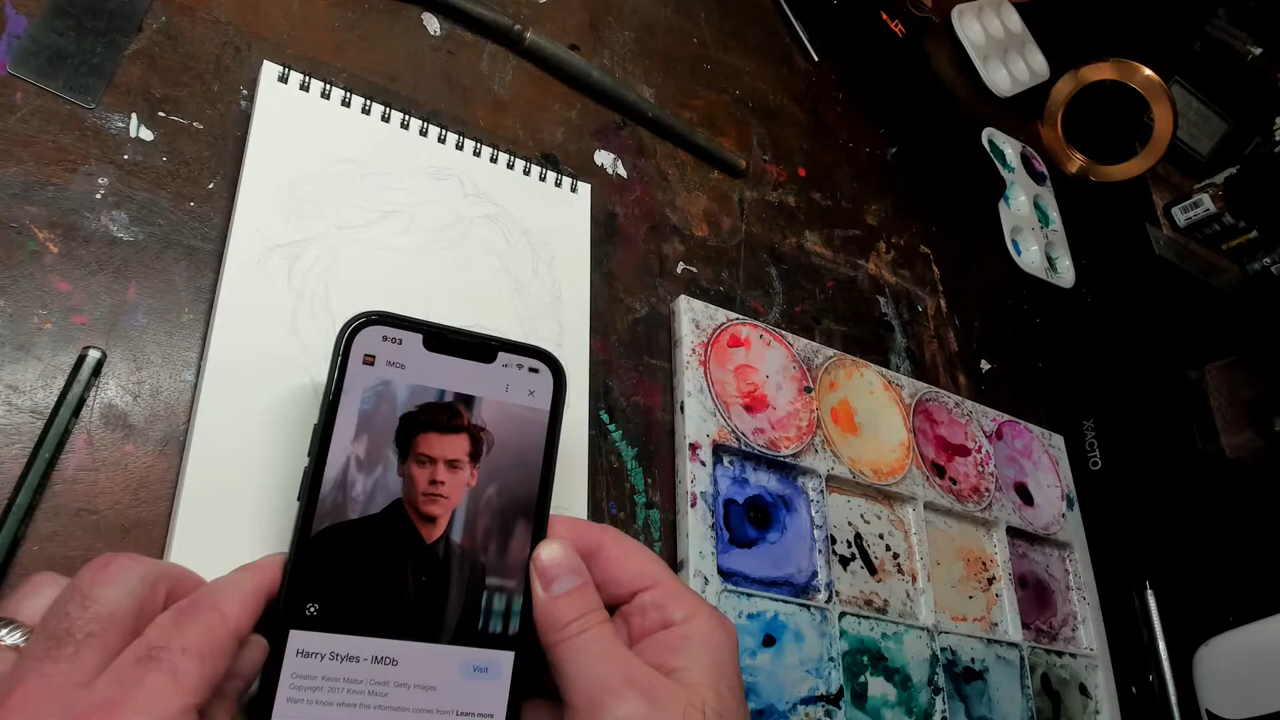 9:03
IMDb
Harry Styles - IMDb
Visit
Creator: Kevin Mazur | Credit: Getty Images
Copyright: 2017 Kevin Mazur
Want to know where this information comes from? Learn more
XACTO